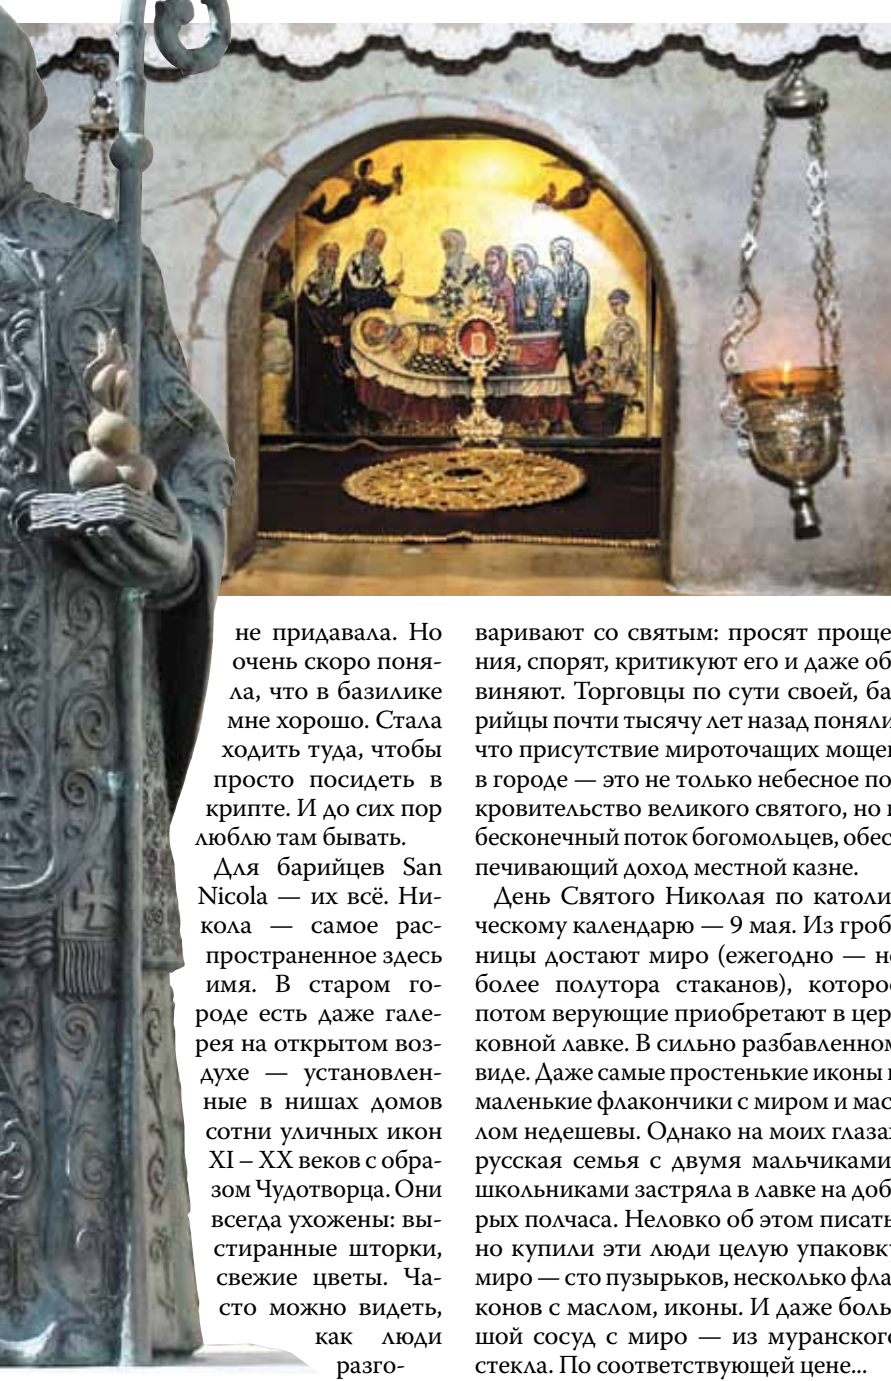 не придавала. Но
очень скоро поня-
ла, что в базилике
мне хорошо. Стала
ходить туда, чтобы
просто посидеть в
крипте. И до сих пор
люблю там бывать.
Для барийцев San
Nicola — их всё. Ни-
кола — самое рас-
пространенное здесь
имя. В старом го-
роде есть даже гале-
рея на открытом воз-
духе — установлен-
ные в нишах домов
сотни уличных икон
XI – XX веков с обра-
зом Чудотворца. Они
всегда ухожены: вы-
стиранные шторки,
свежие цветы. Ча-
сто можно видеть,
как люди
разго-
варивают со святым: просят проще
ния, спорят, критикуют его и даже об
виняют. Торговцы по сути своей, ба
рийцы почти тысячу лет назад поняли
что присутствие мироточащих мощей
в городе — это не только небесное по
кровительство великого святого, но и
бесконечный поток богомольцев, обес
печивающий доход местной казне.
День Святого Николая по католи
ческому календарю — 9 мая. Из гроб
ницы достают миро (ежегодно — не
более полутора стаканов), которое
потом верующие приобретают в цер
ковной лавке. В сильно разбавленном
виде. Даже самые простенькие иконы и
маленькие флакончики с миром и мас
лом недешевы. Однако на моих глазах
русская семья с двумя мальчиками
школьниками застряла в лавке на доб
рых полчаса. Неловко об этом писать
но купили эти люди целую упаковку
миро — сто пузырьков, несколько фла
конов с маслом, иконы. И даже боль
шой сосуд с миро — из муранского
стекла. По соответствующей цене...